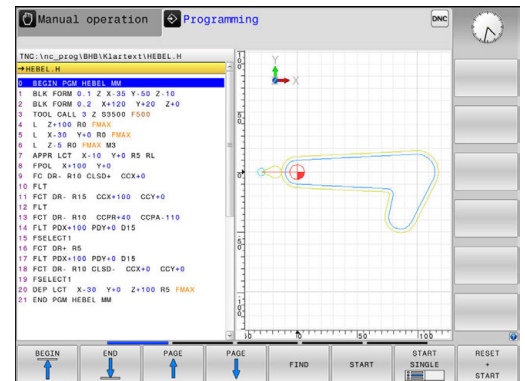 Manual operation
Programming
DNC
TNC:\nc_prog\BHB\Klartext\HEBEL.H
→HEBEL.H
0 BEGIN PGM HEBEL MM
1 BLK FORM 0.1 Z X-35 Y-50 Z-10
2 BLK FORM 0.2 X+120 Y+20 Z+0
3 TOOL CALL 3 Z S3500 F500
4 L Z+100 R0 FMAX
5 L X-30 Y+0 R0 FMAX
6 L Z-5 R0 FMAX M3
7 APPR LCT X-10 Y+0 R5 RL
8 FPOL X+100 Y+0
9 FC DR- R10 CLSD+ CCX+0
10 FLT
11 FCT DR- R15 CCX+100 CCY+0
12 FLT
13 FCT DR- R10 CCPR+40 CCPA-110
14 FLT PDX+100 PDY+0 D15
15 FSELECT1
16 FCT DR+ R5
17 FLT PDX+100 PDY+0 D15
18 FCT DR- R10 CLSD- CCX+0 CCY+0
19 FSELECT1
20 DEP LCT X-30 Y+0 Z+100 R5 FMAX
21 END PGM HEBEL MM
Y
X
50
100
BEGIN
END
PAGE
PAGE
FIND
START
START
SINGLE
RESET
+
START